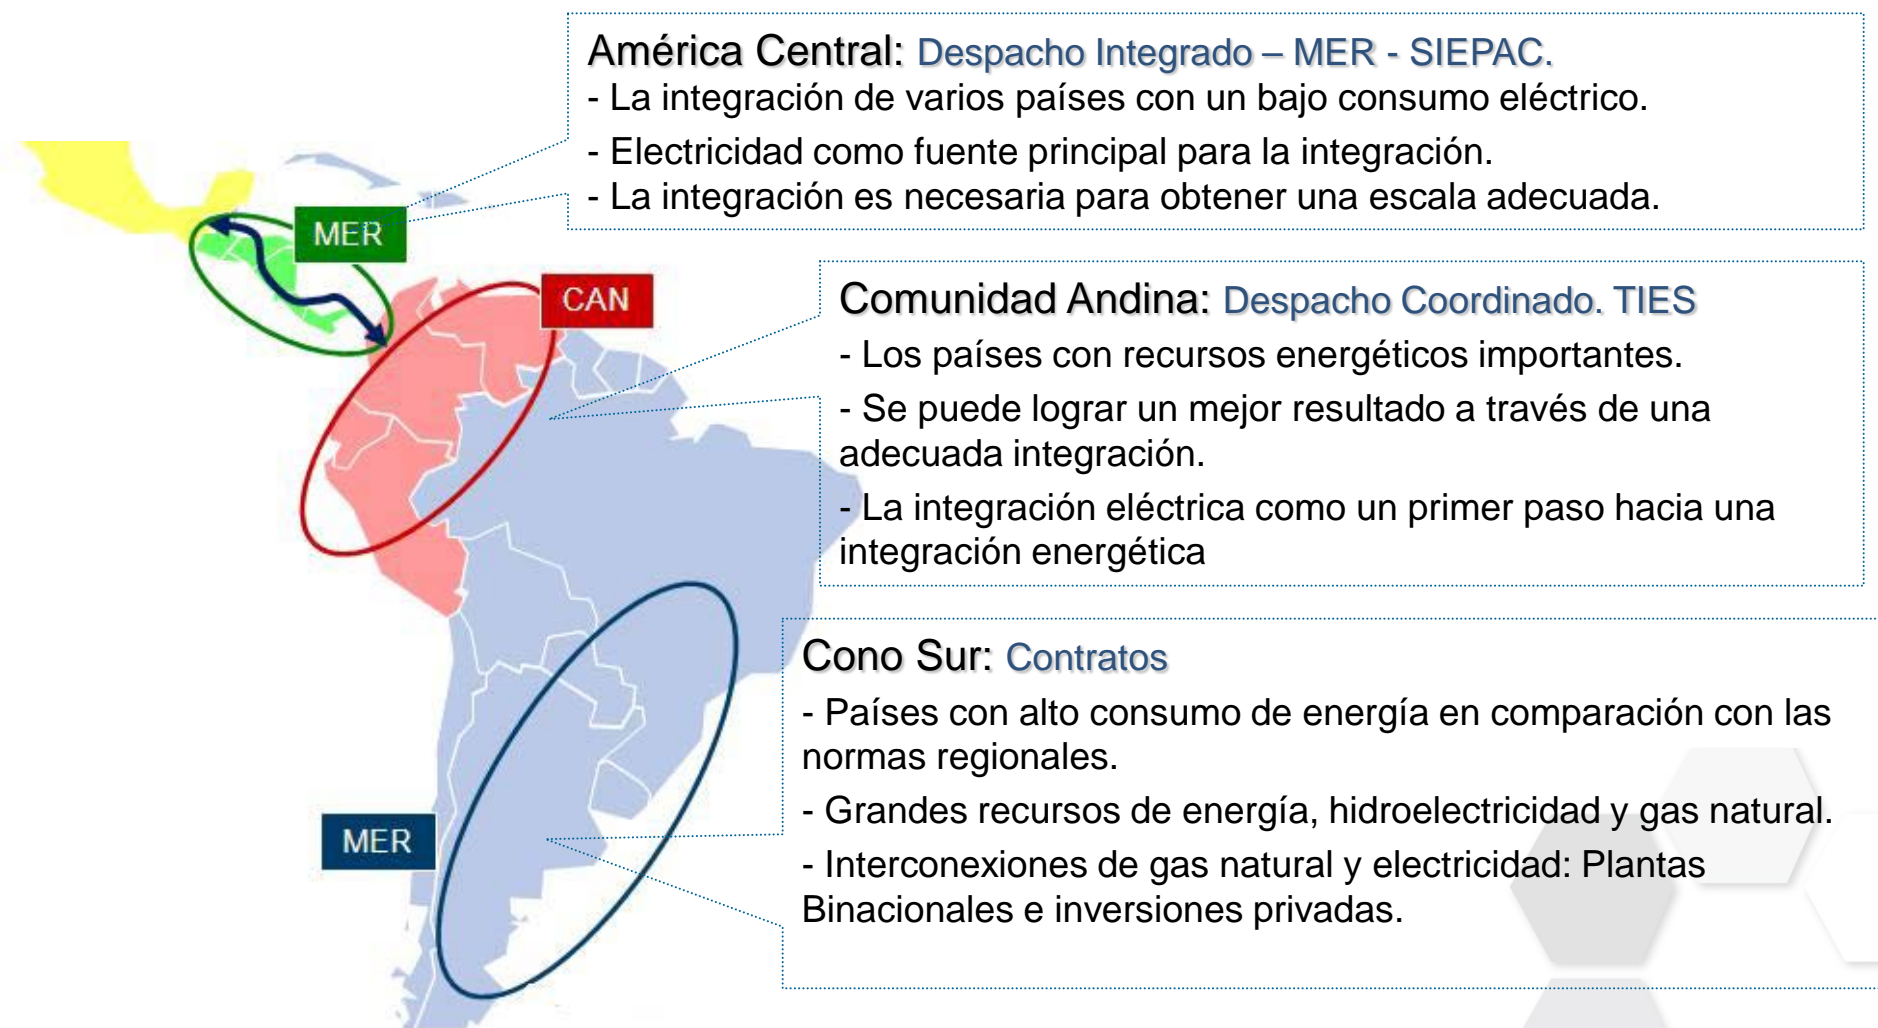 América Central: Despacho Integrado – MER - SIEPAC.
- La integración de varios países con un bajo consumo eléctrico.
- Electricidad como fuente principal para la integración.
- La integración es necesaria para obtener una escala adecuada.
MER
CAN
Comunidad Andina: Despacho Coordinado. TIES
- Los países con recursos energéticos importantes.
- Se puede lograr un mejor resultado a través de una
adecuada integración.
- La integración eléctrica como un primer paso hacia una
integración energética
Cono Sur: Contratos
- Países con alto consumo de energía en comparación con las
normas regionales.
- Grandes recursos de energía, hidroelectricidad y gas natural.
- Interconexiones de gas natural y electricidad: Plantas
Binacionales e inversiones privadas.
MER